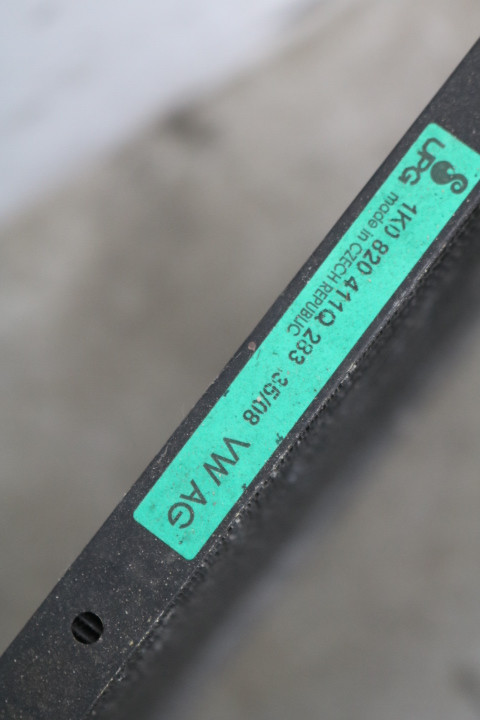 UPG
1K0 820 411Q 283 35/08 VW AG
made in CZECH REPUBLIC